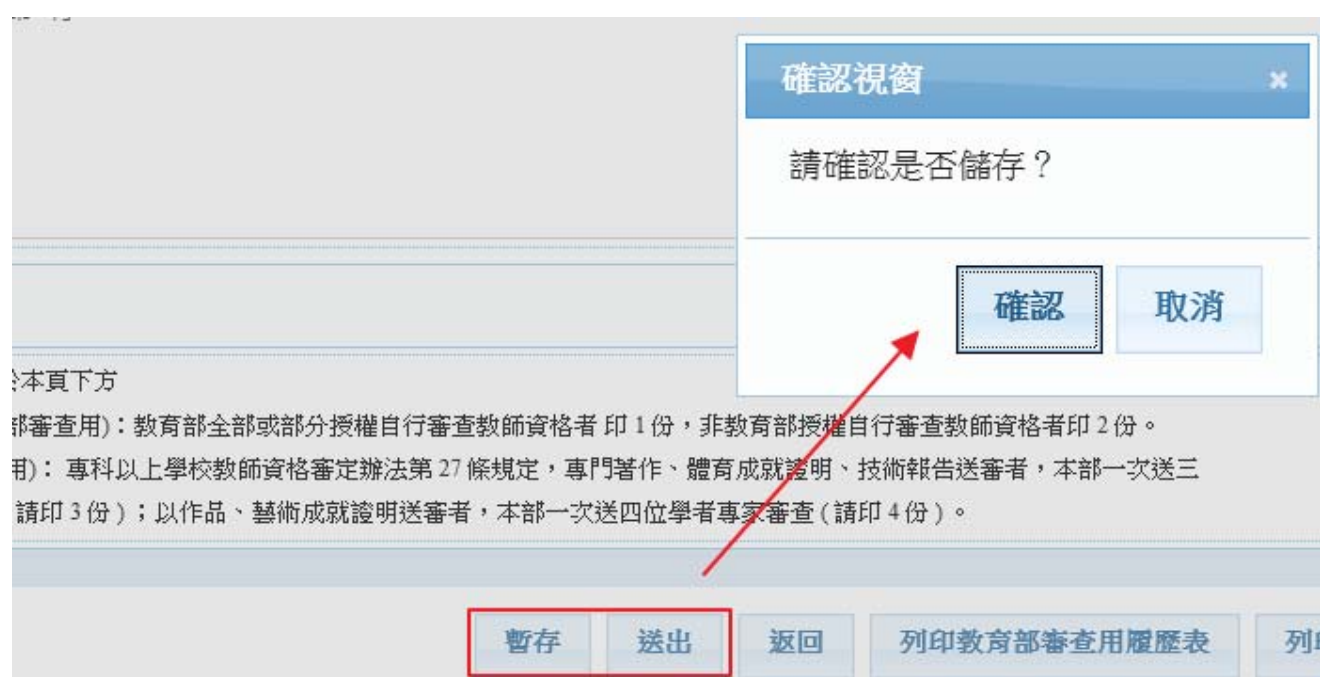 確認視窗
請確認是否儲存？
確認 取消
本頁下方
部審查用)：教育部全部或部分授權自行審查教師資格者 印 1 份，非教育部授權自行審查教師資格者印 2 份。
用)： 專科以上學校教師資格審定辦法第 27 條規定，專門著作、體育成就證明、技術報告送審者，本部一次送三
請印 3 份 )；以作品、藝術成就證明送審者，本部一次送四位學者專家審查 ( 請印 4 份 )。
暫存 送出 返回 列印教育部審查用履歷表 列